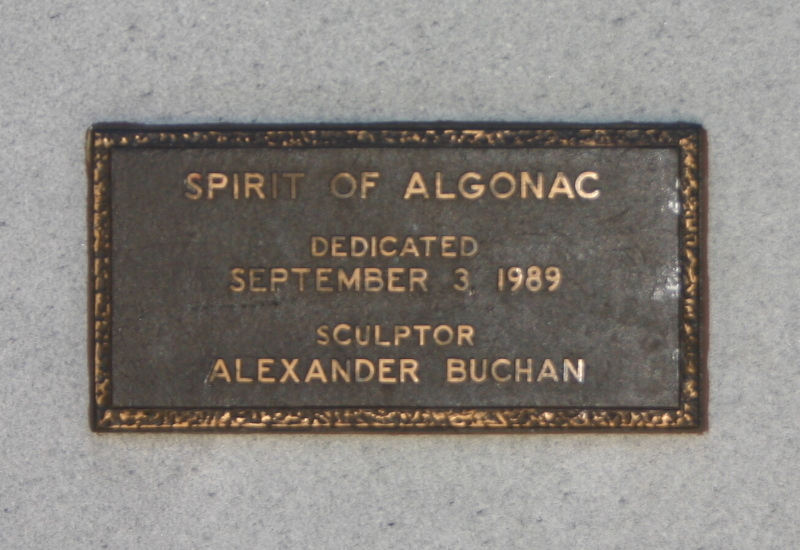 SPIRIT OF ALGONAC
DEDICATED
SEPTEMBER 3, 1989
SCULPTOR
ALEXANDER BUCHAN